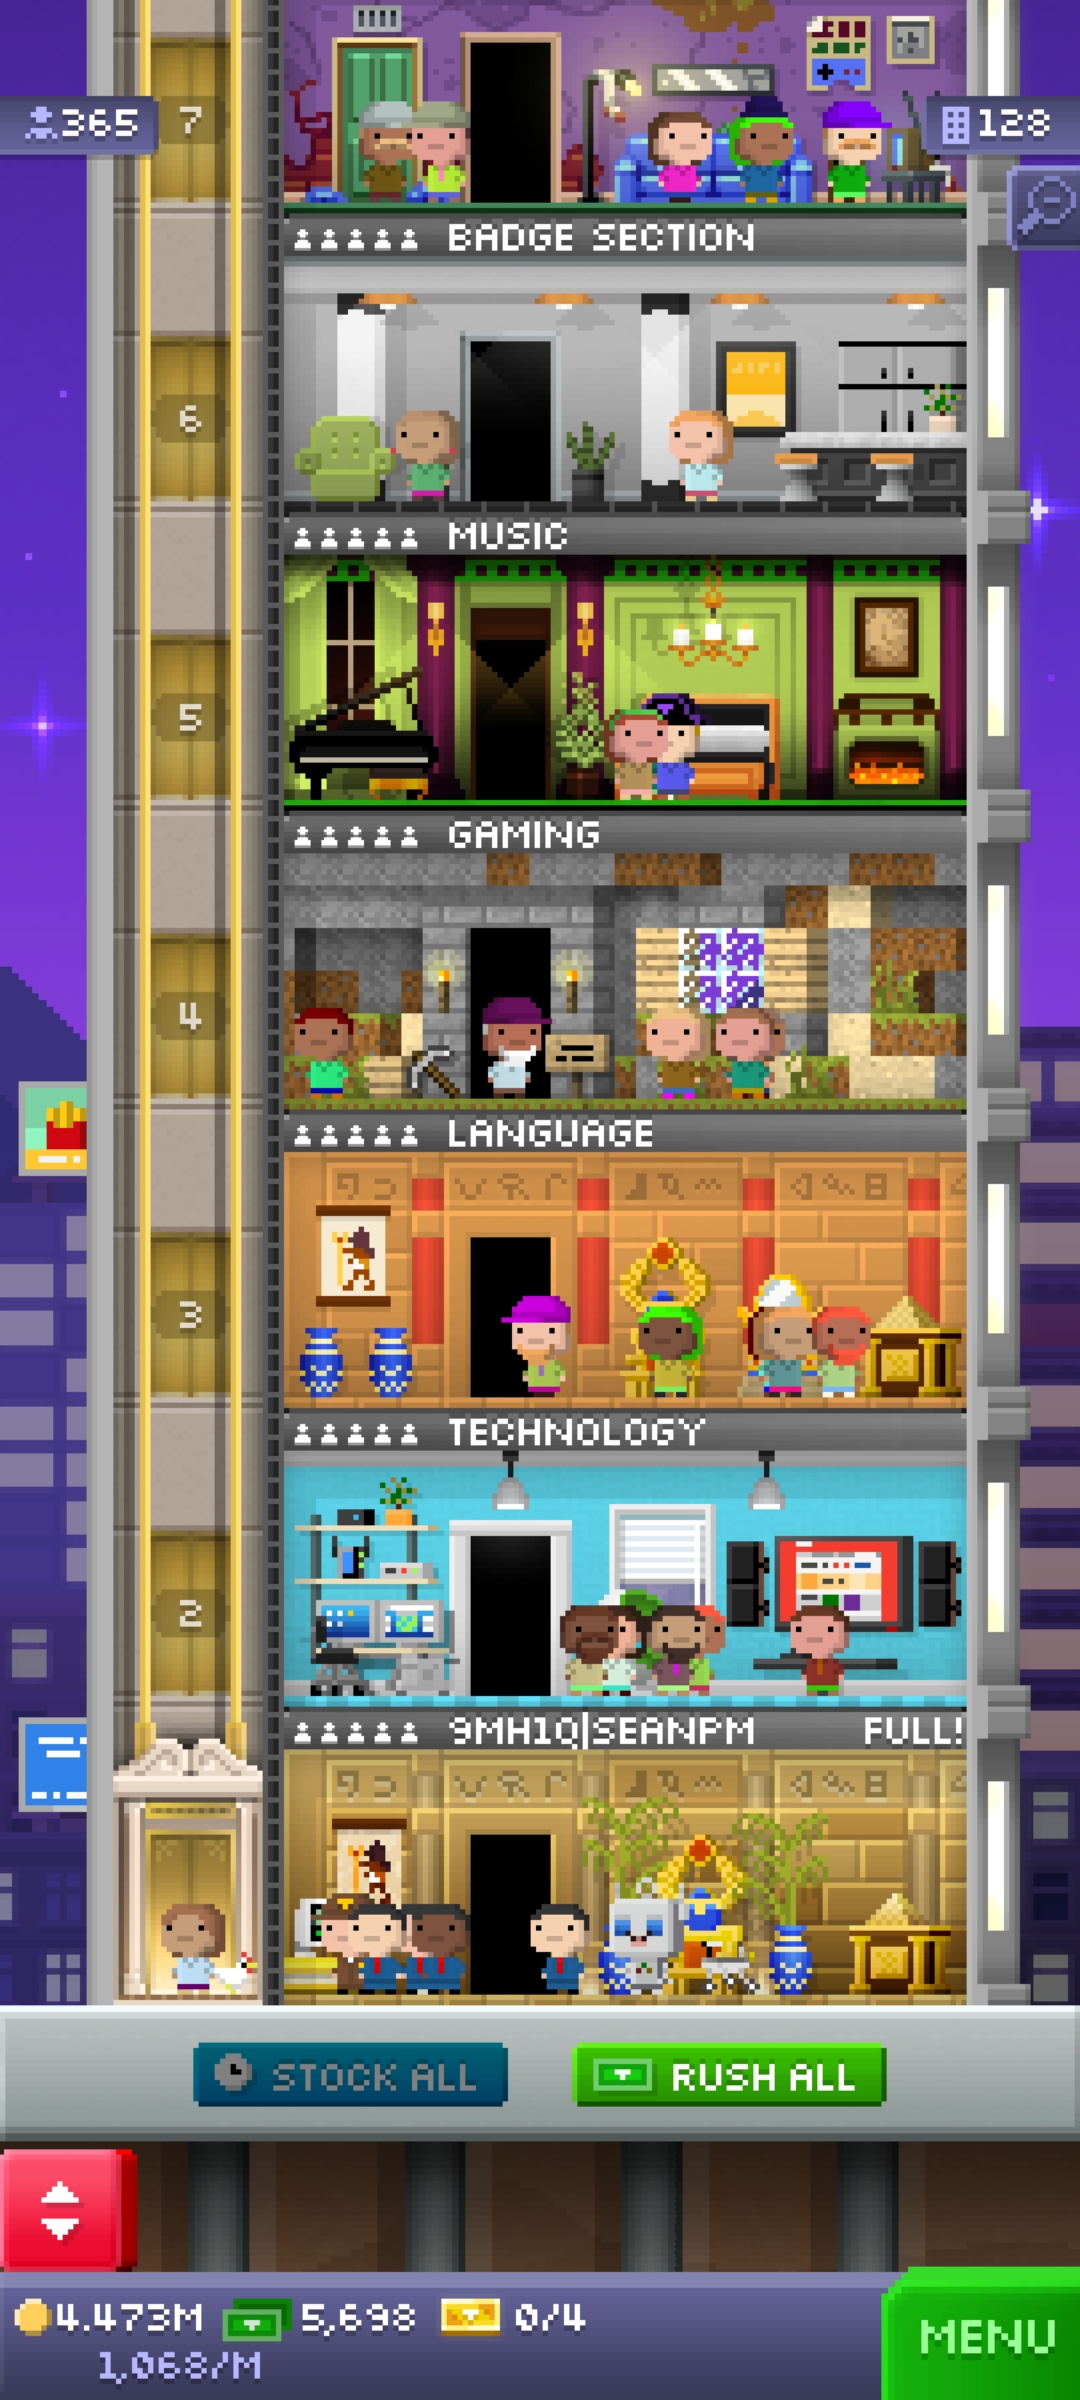 7
365
128
BADGE SECTION
6
MUSIC
5
GAMING
4
LANGUAGE
3
TECHNOLOGY
2
9MH1Q|SEANPM FULL!
STOCK ALL
RUSH ALL
4.473M 5,698 0/4
1,068/M
MENU